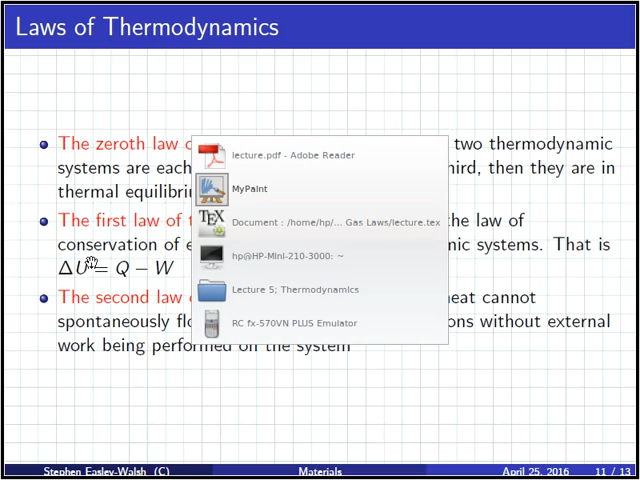 Laws of Thermodynamics
The zeroth law o two thermodynamic
systems are each hird, then they are in
thermal equilibri
The first law of t the law of
conservation of e mic systems. That is
ΔU = Q − W
The second law o heat cannot
spontaneously flo ons without external
work being performed on the system
lecture.pdf - Adobe Reader
MyPaint
Document : /home/hp/... Gas Laws/lecture.tex
hp@HP-Mini-210-3000: ~
Lecture 5; Thermodynamics
RC fx-570VN PLUS Emulator
Stephen Easley-Walsh (C) Materials April 25, 2016 11 / 13